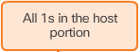 All 1s in the host
portion